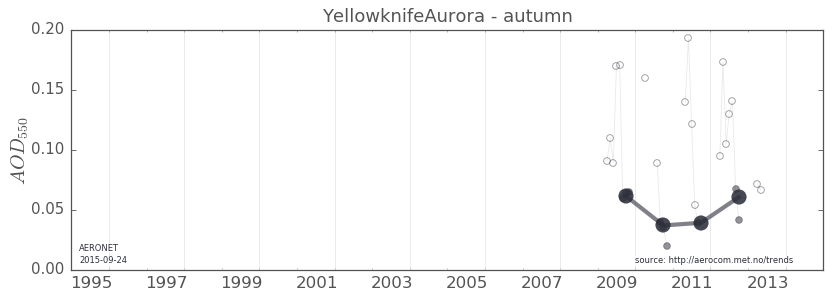 YellowknifeAurora - autumn
0.20
0.15
0.10
0.05
0.00
AOD550
AERONET
2015-09-24
source: http://aerocom.met.no/trends
1995 1997 1999 2001 2003 2005 2007 2009 2011 2013